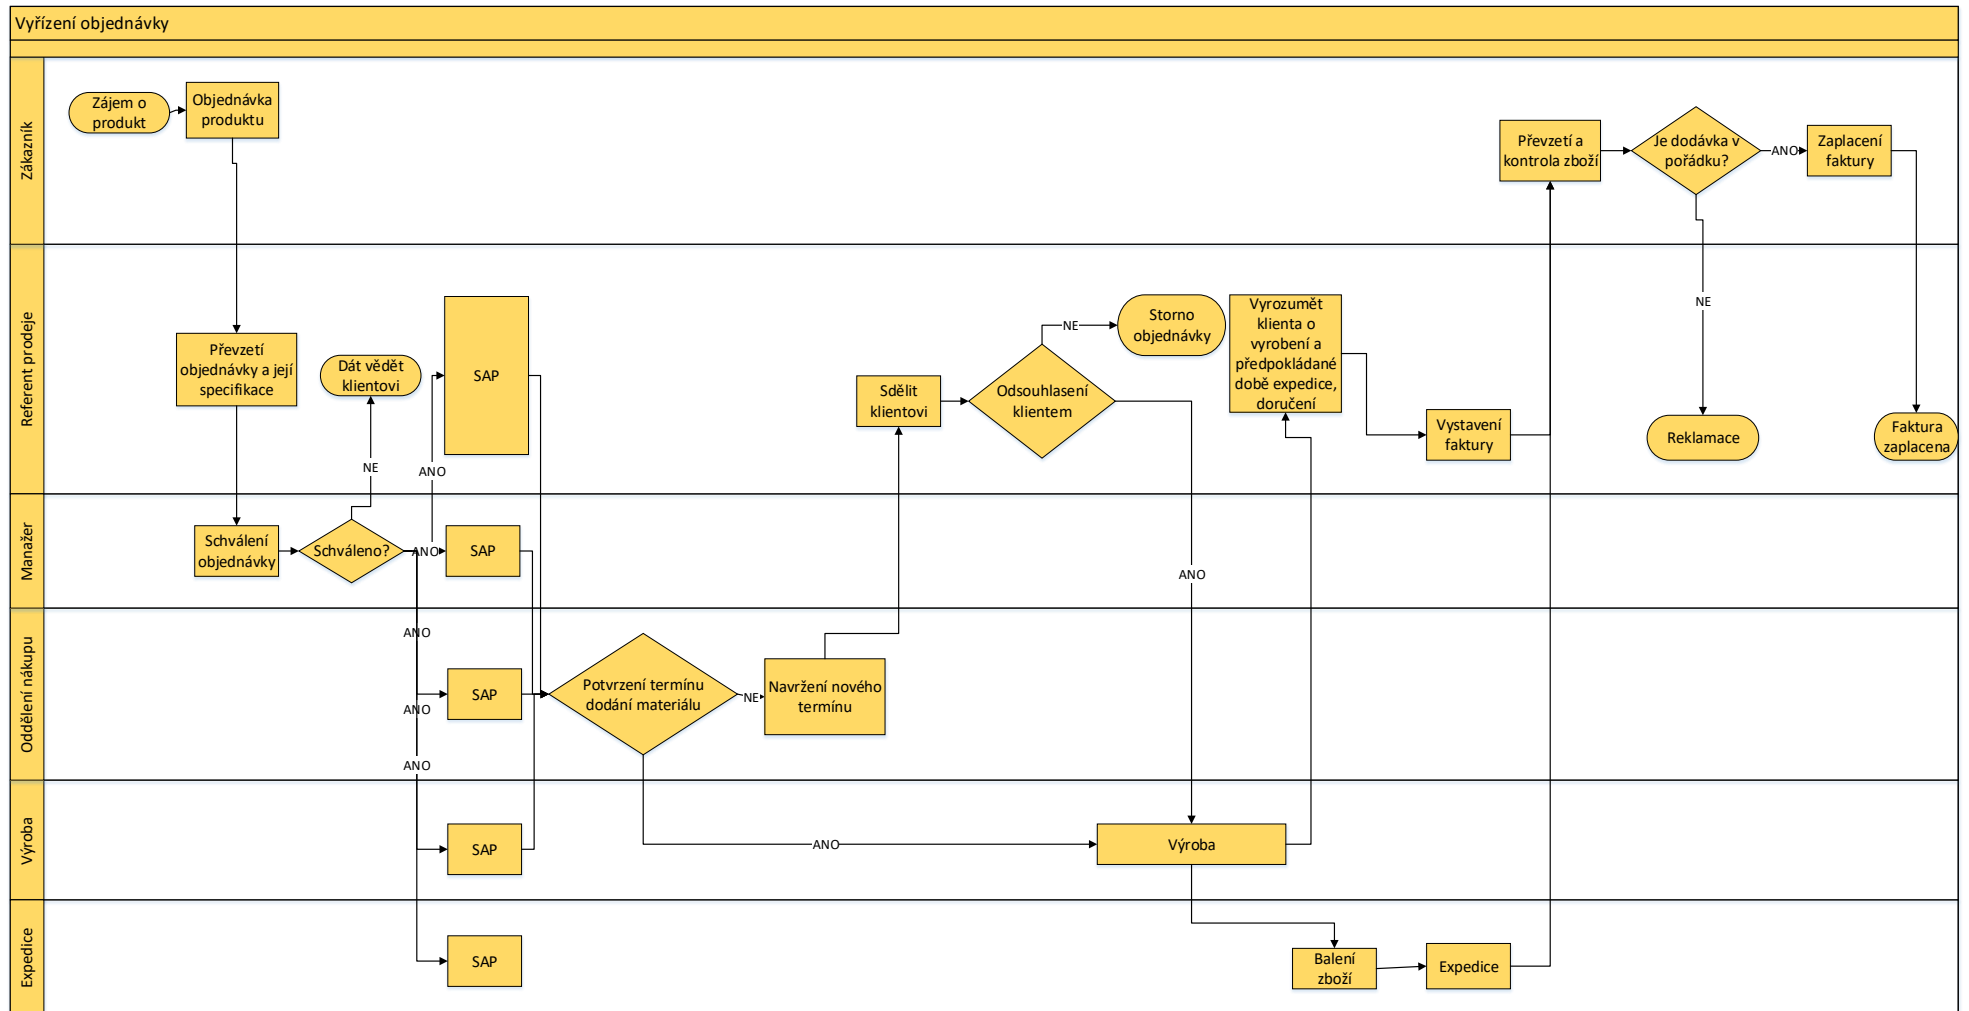 Vyřízení objednávky
Zákazník
Zájem o
produkt
Objednávka
produktu
Převzetí a
kontrola zboží
Je dodávka v
pořádku?
ANO
Zaplacení
faktury
NE
Referent prodeje
Převzetí
objednávky a její
specifikace
Dát vědět
klientovi
NE
ANO
SAP
Sdělit
klientovi
Odsouhlasení
klientem
NE
Storno
objednávky
Vyrozumět
klienta o
vyrobení a
předpokládané
době expedice,
doručení
Vystavení
faktury
Reklamace
Faktura
zaplacena
Manažer
Schválení
objednávky
Schváleno?
ANO
SAP
ANO
Oddělení nákupu
ANO
SAP
ANO
ANO
Potvrzení termínu
dodání materiálu
NE
Navržení nového
termínu
Výroba
SAP
ANO
Výroba
Expedice
SAP
Balení
zboží
Expedice